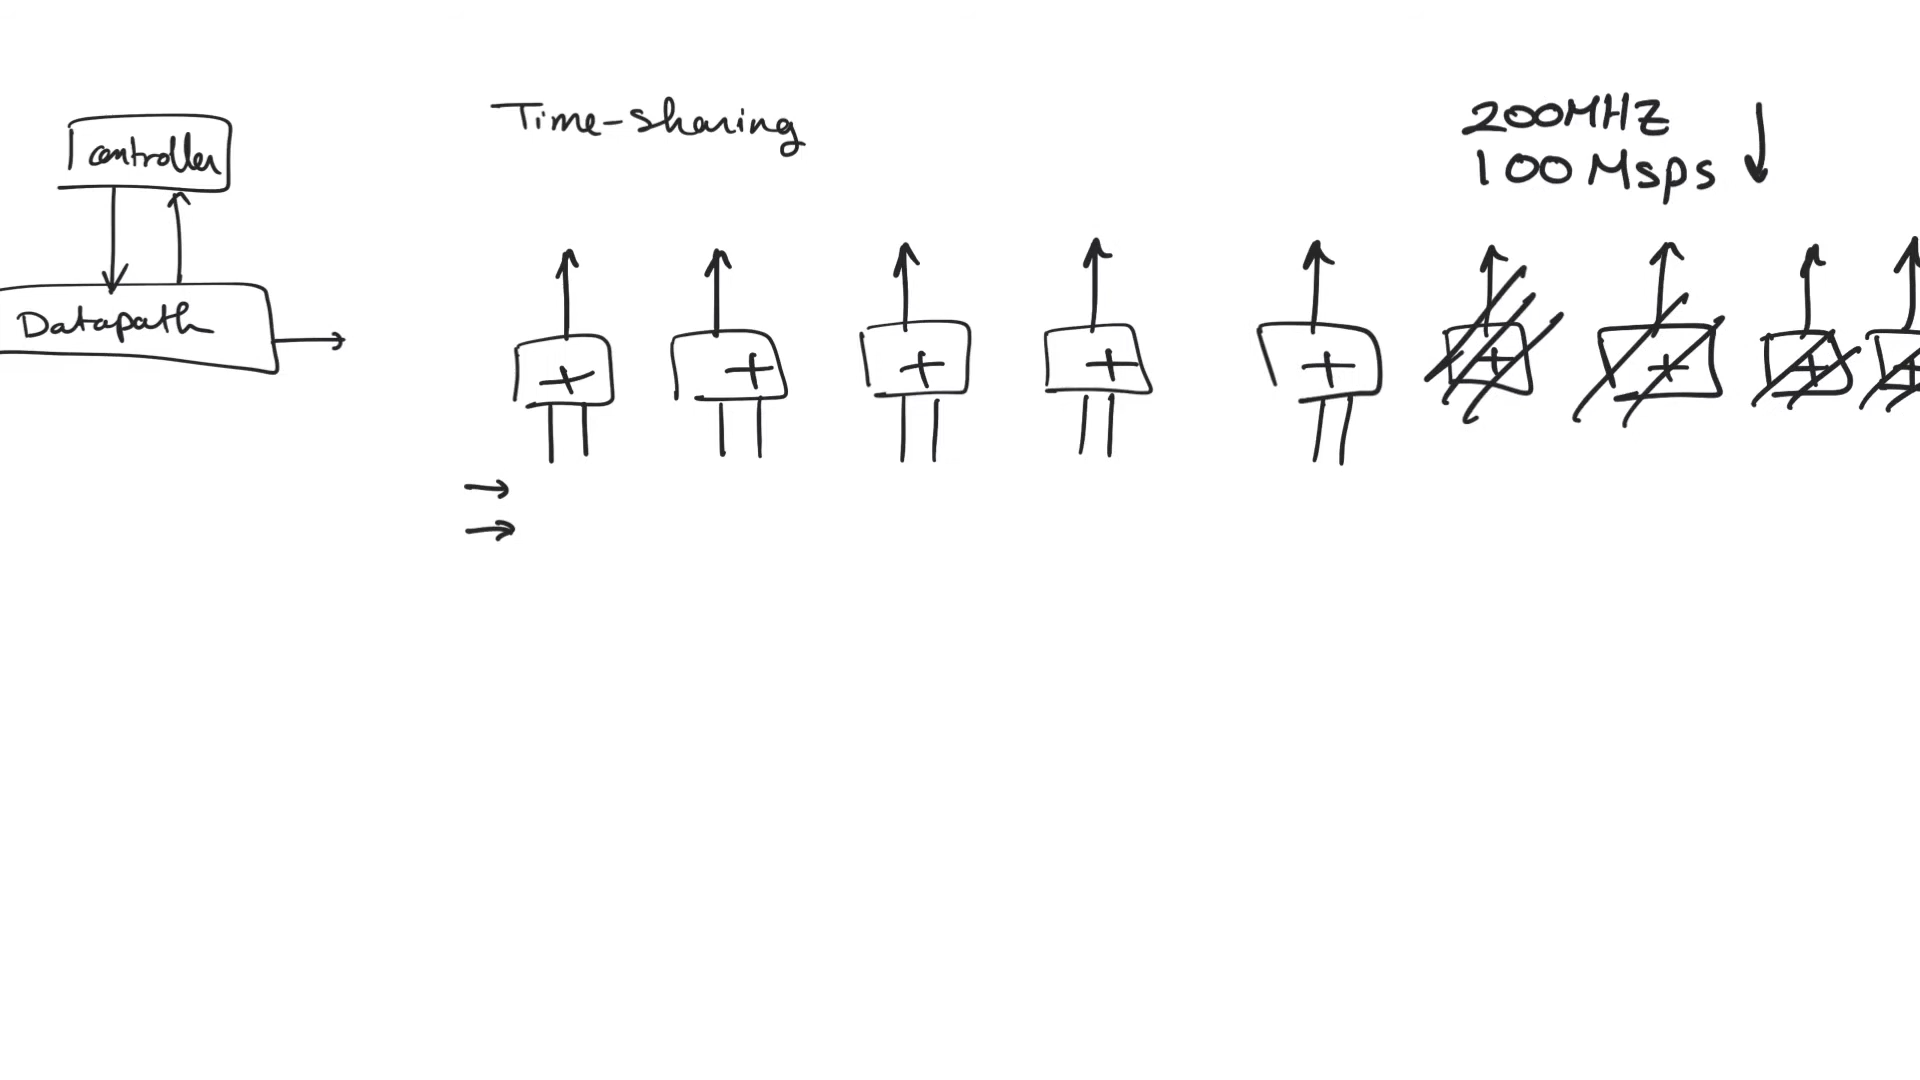 controller
Datapath
Time-sharing
200MHZ
100 Msps
+ + + + + + + + +